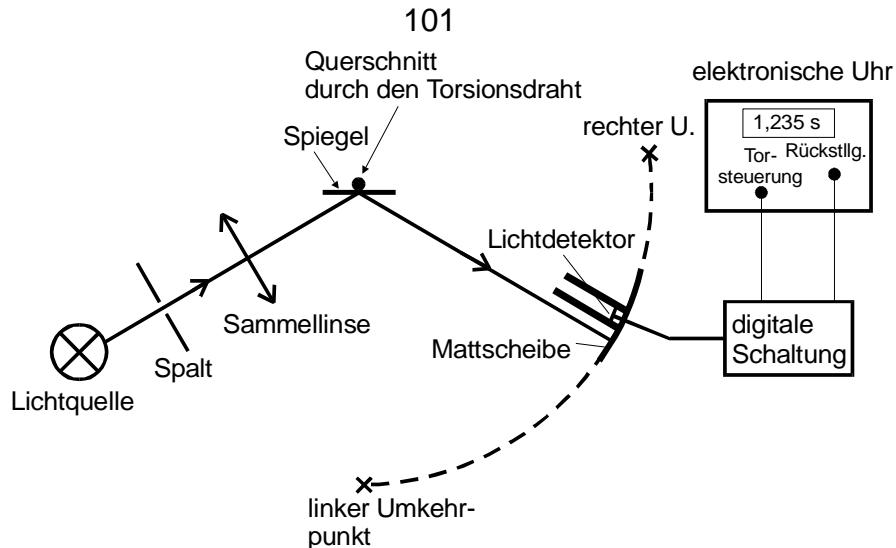 101
Querschnitt
durch den Torsionsdraht
elektronische Uhr
rechter U.
1,235 s
Spiegel
Tor-
steuerung
Rückstllg.
Lichtdetektor
Sammellinse
digitale
Schaltung
Mattscheibe
Spalt
Lichtquelle
linker Umkehr-
punkt